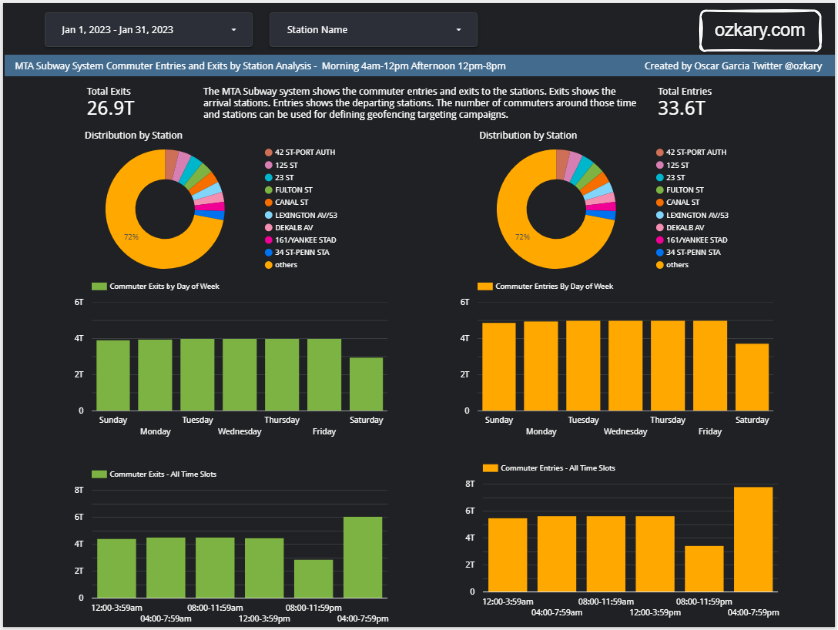 Jan 1, 2023 - Jan 31, 2023
Station Name
ozkary.com
MTA Subway System Commuter Entries and Exits by Station Analysis - Morning 4am-12pm Afternoon 12pm-8pm
Created by Oscar Garcia Twitter @ozkary
Total Exits
26.9T
The MTA Subway system shows the commuter entries and exits to the stations. Exits shows the
arrival stations. Entries shows the departing stations. The number of commuters around those time
and stations can be used for defining geofencing targeting campaigns.
Total Entries
33.6T
Distribution by Station
72%
42 ST-PORT AUTH
125 ST
23 ST
FULTON ST
CANAL ST
LEXINGTON AV/53
DEKALB AV
161/YANKEE STAD
34 ST-PENN STA
others
Distribution by Station
72%
42 ST-PORT AUTH
125 ST
23 ST
FULTON ST
CANAL ST
LEXINGTON AV/53
DEKALB AV
161/YANKEE STAD
34 ST-PENN STA
others
Commuter Exits by Day of Week
6T
4T
2T
0
Sunday
Monday
Tuesday
Wednesday
Thursday
Friday
Saturday
Commuter Entries By Day of Week
6T
4T
2T
0
Sunday
Monday
Tuesday
Wednesday
Thursday
Friday
Saturday
Commuter Exits - All Time Slots
8T
6T
4T
2T
0
12:00-3:59am
04:00-7:59am
08:00-11:59am
12:00-3:59pm
08:00-11:59pm
04:00-7:59pm
Commuter Entries - All Time Slots
8T
6T
4T
2T
0
12:00-3:59am
04:00-7:59am
08:00-11:59am
12:00-3:59pm
08:00-11:59pm
04:00-7:59pm